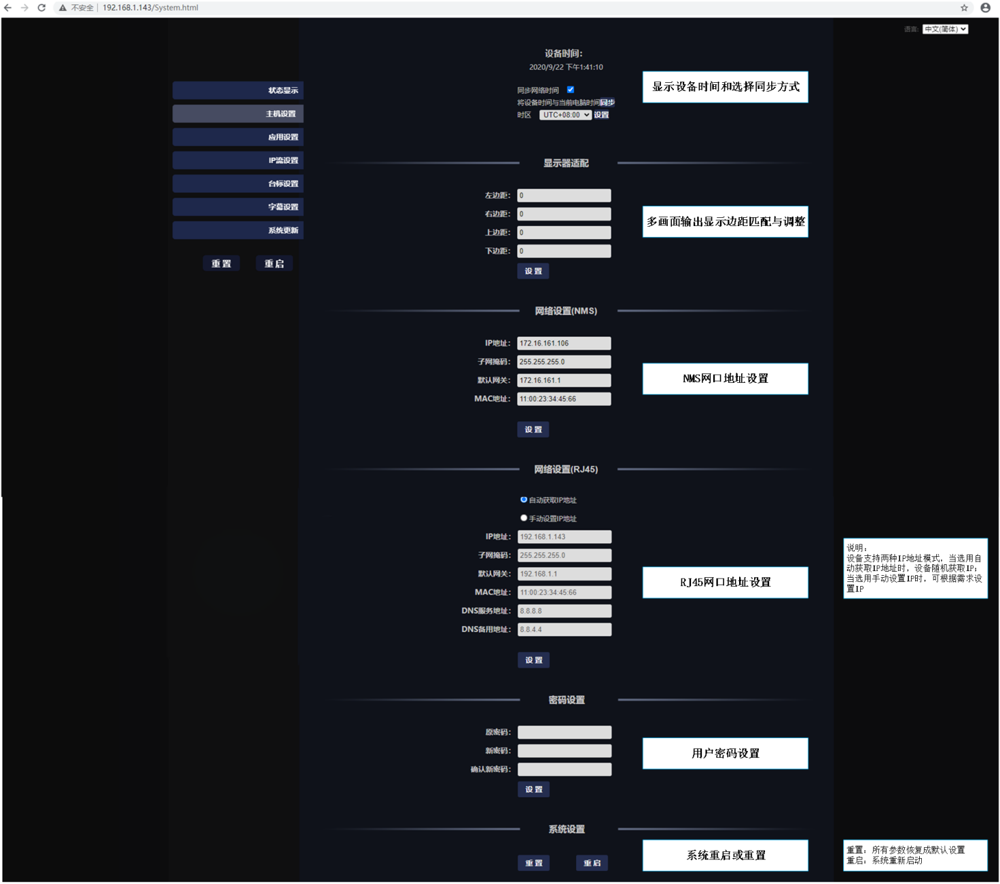 不安全 192.168.1.143/System.html
语言: 中文(简体)
设备时间:
2020/9/22 下午1:41:10
显示设备时间和选择同步方式
同步网络时间
将设备时间与当前电脑时间同步
时区 UTC+08:00 设置
状态显示
主机设置
应用设置
IP流设置
台标设置
字幕设置
系统更新
重置 重启
显示器适配
左边距: 0
右边距: 0
上边距: 0
下边距: 0
设置
多画面输出显示边距匹配与调整
网络设置(NMS)
IP地址: 172.16.161.106
子网掩码: 255.255.255.0
默认网关: 172.16.161.1
MAC地址: 11:00:23:34:45:66
设置
NMS网口地址设置
网络设置(RJ45)
自动获取IP地址
手动设置IP地址
IP地址: 192.168.1.143
子网掩码: 255.255.255.0
默认网关: 192.168.1.1
MAC地址: 11:00:23:34:45:66
DNS服务地址: 8.8.8.8
DNS备用地址: 8.8.4.4
设置
RJ45网口地址设置
说明:
设备支持两种IP地址模式, 当选用自
动获取IP地址时, 设备随机获取IP;
当选用手动设置IP时, 可根据需求设
置IP
密码设置
原密码:
新密码:
确认新密码:
设置
用户密码设置
系统设置
重置 重启
系统重启或重置
重置: 所有参数恢复成默认设置
重启: 系统重新启动